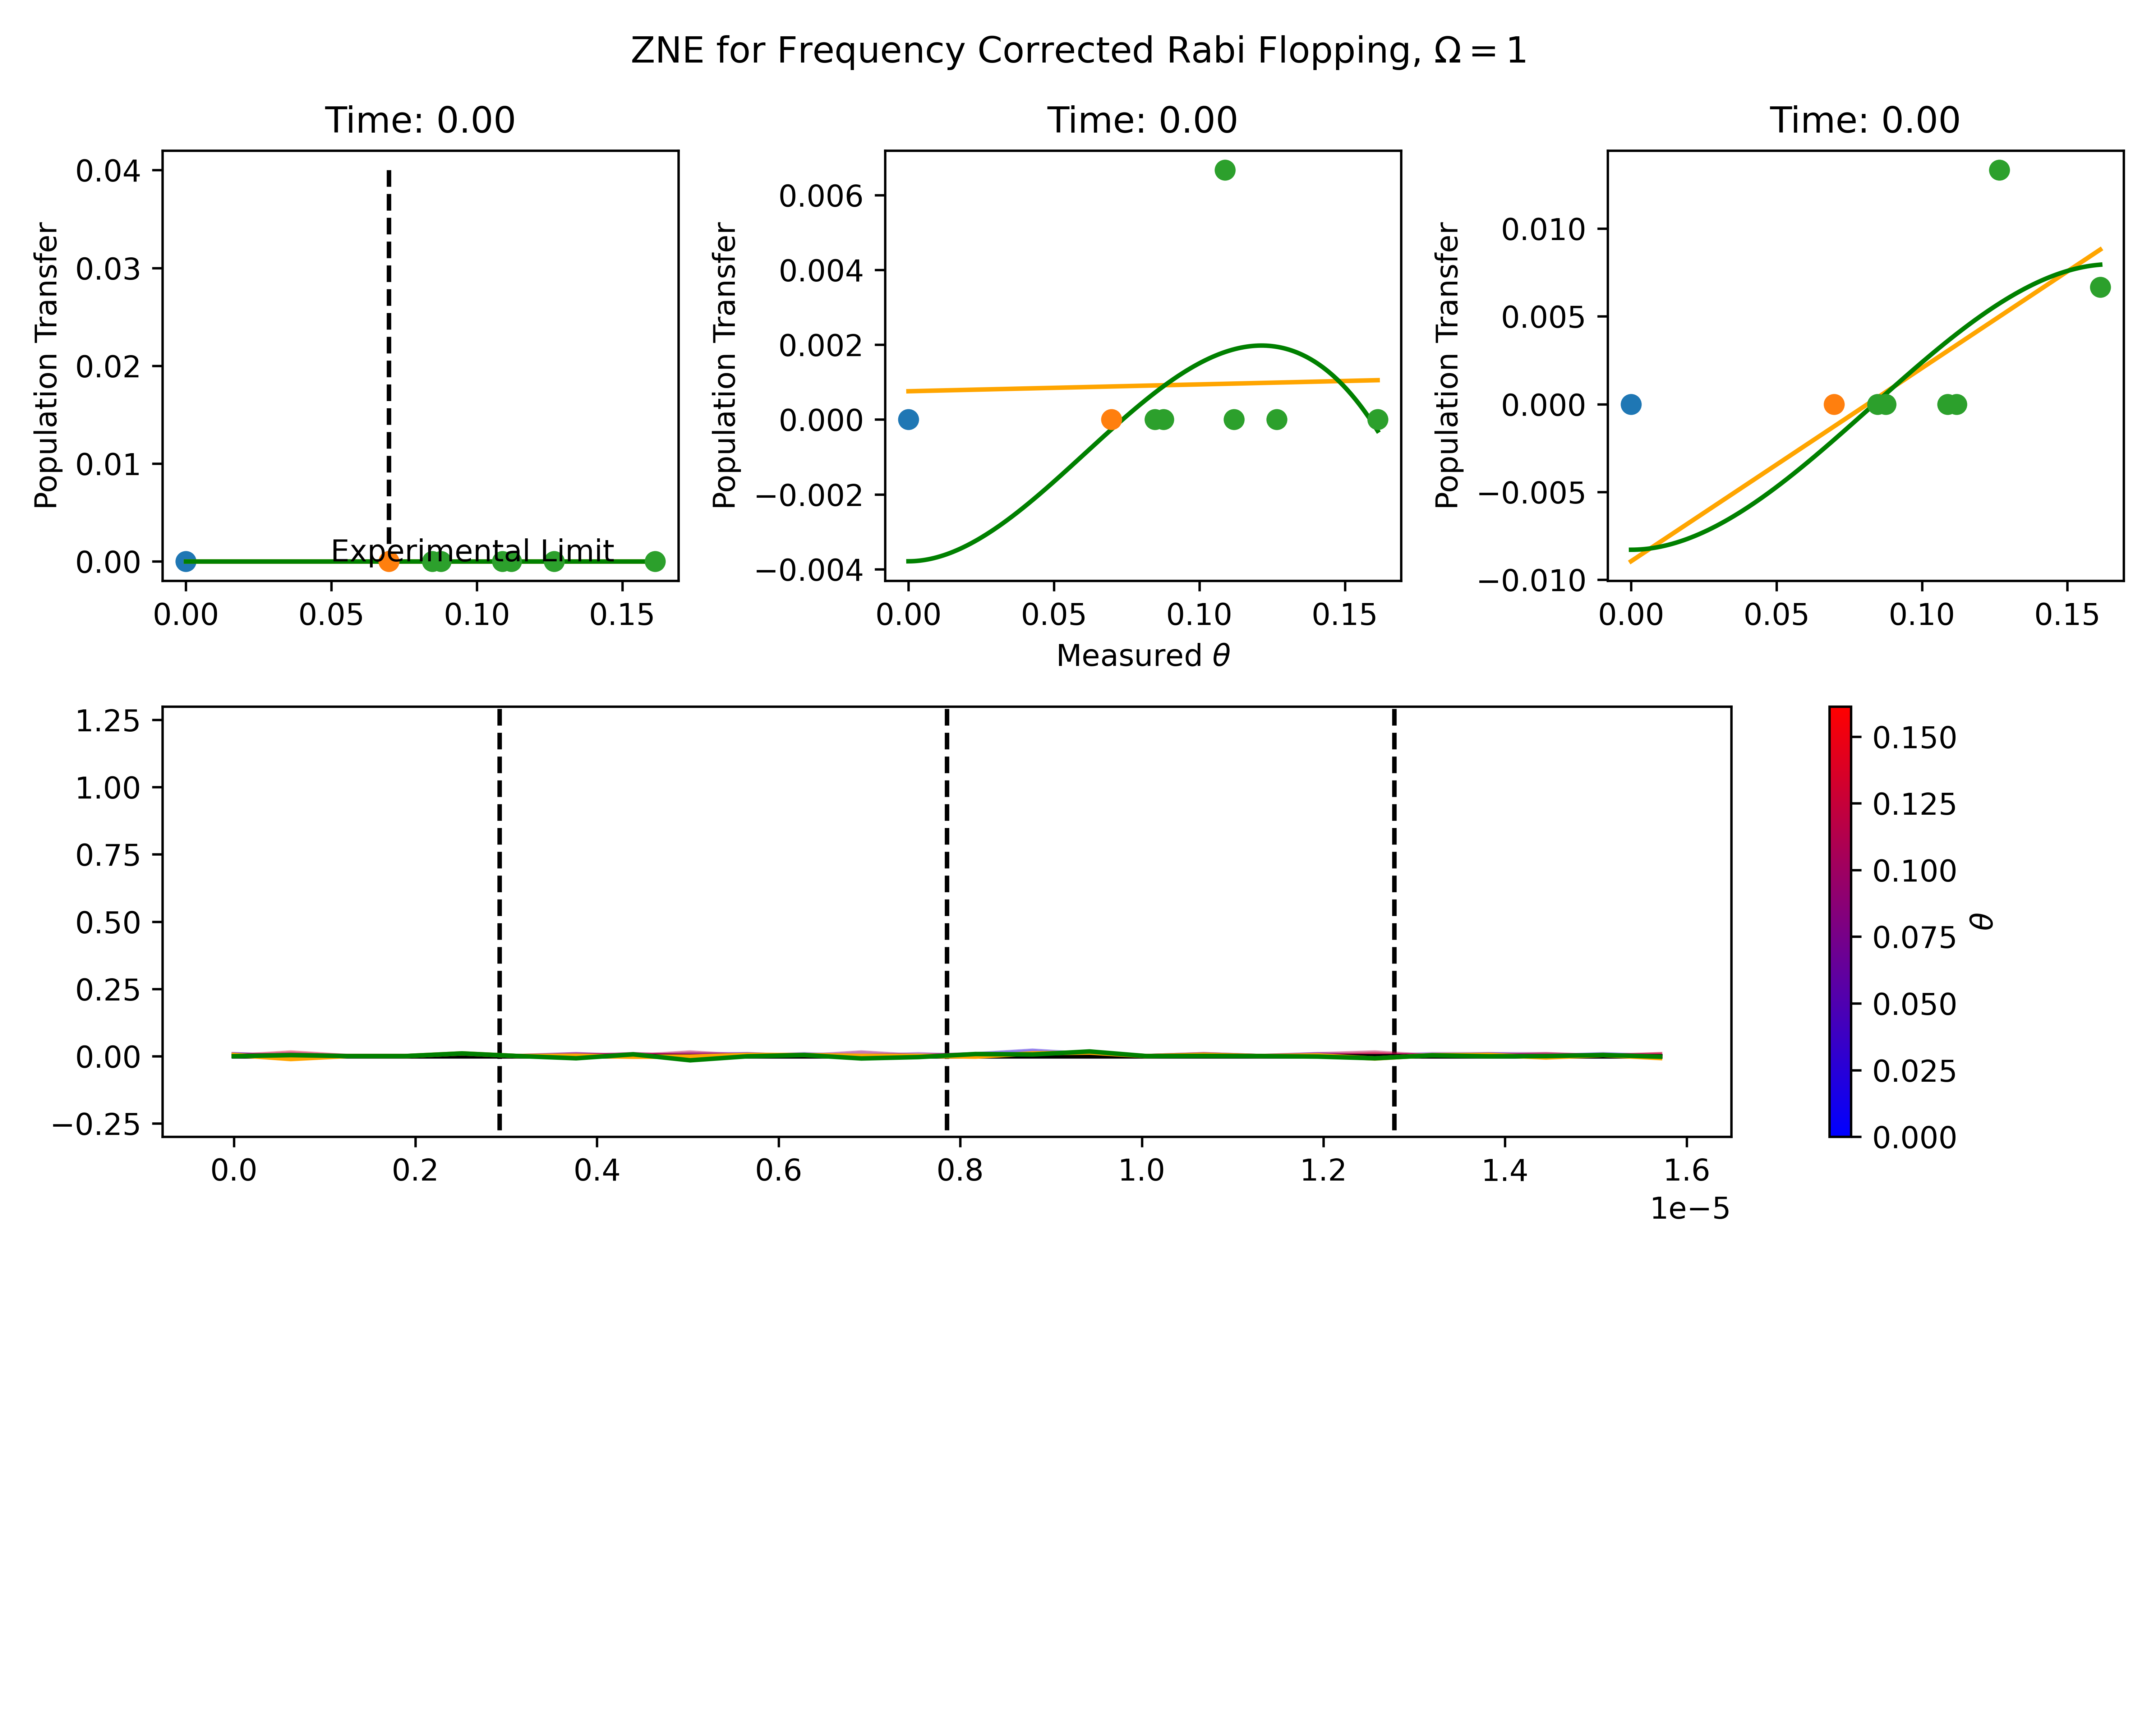 ZNE for Frequency Corrected Rabi Flopping, Ω = 1
Time: 0.00
Time: 0.00
Time: 0.00
Population Transfer
0.04
0.03
0.02
0.01
0.00
Experimental Limit
0.00 0.05 0.10 0.15
Population Transfer
0.006
0.004
0.002
0.000
−0.002
−0.004
0.00 0.05 0.10 0.15
Measured θ
Population Transfer
0.010
0.005
0.000
−0.005
−0.010
0.00 0.05 0.10 0.15
1.25
1.00
0.75
0.50
0.25
0.00
−0.25
0.0 0.2 0.4 0.6 0.8 1.0 1.2 1.4 1.6
1e−5
0.150
0.125
0.100
0.075
0.050
0.025
0.000
θ